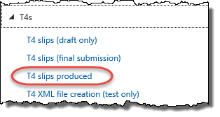 T4s
T4 slips (draft only)
T4 slips (final submission)
T4 slips produced
T4 XML file creation (test only)